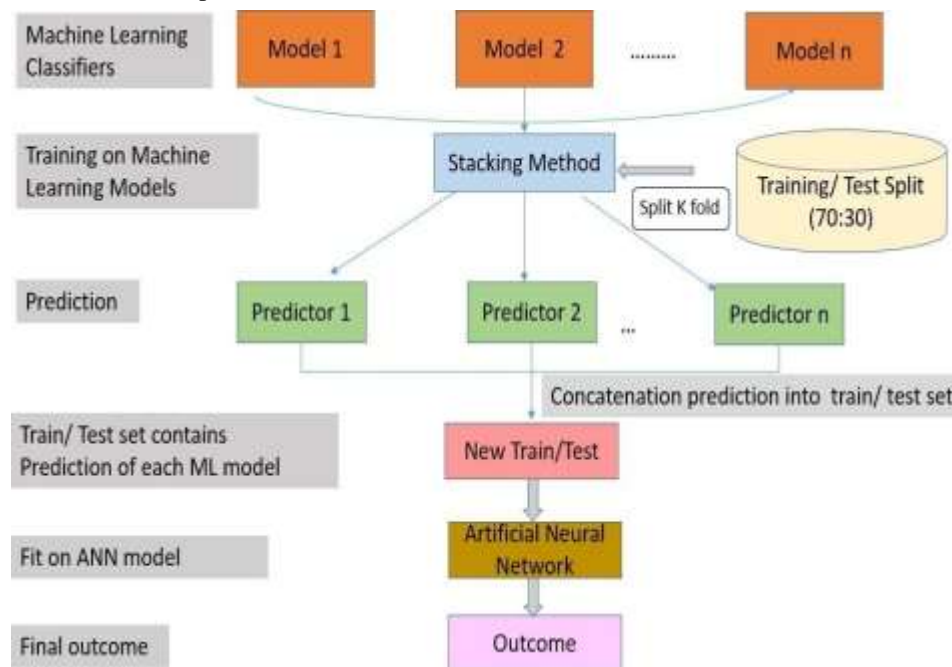 Machine Learning
Classifiers
Model 1
Model 2
.........
Model n
Training on Machine
Learning Models
Stacking Method
Split K fold
Training/ Test Split
(70:30)
Prediction
Predictor 1
Predictor 2
...
Predictor n
Concatenation prediction into train/ test set
Train/ Test set contains
Prediction of each ML model
New Train/Test
Fit on ANN model
Artificial Neural
Network
Final outcome
Outcome